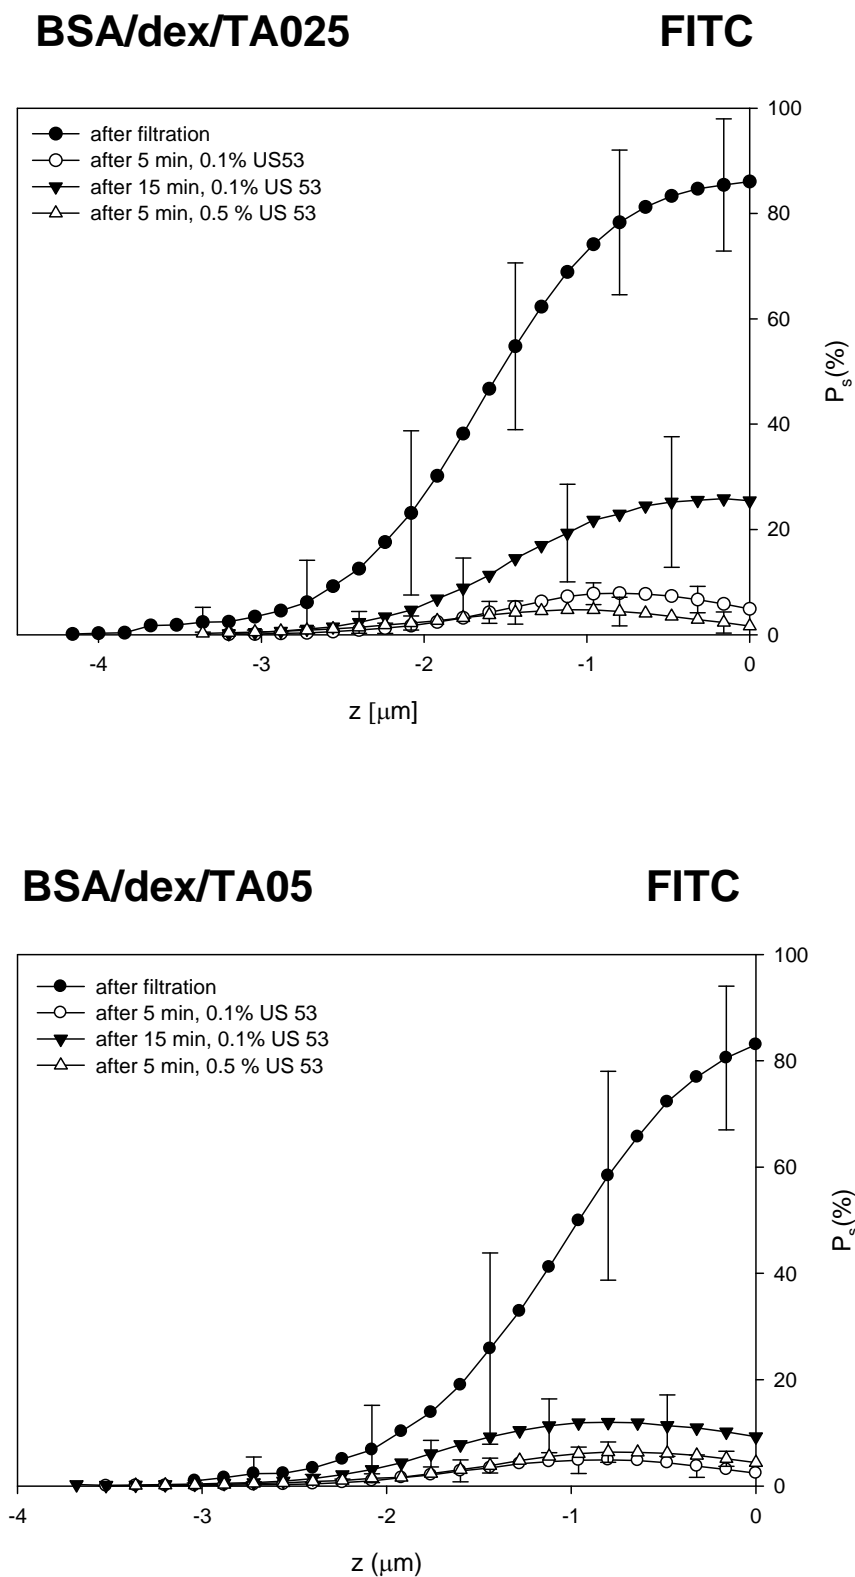 BSA/dex/TA025 FITC
after filtration
after 5 min, 0.1% US53
after 15 min, 0.1% US 53
after 5 min, 0.5 % US 53
100
80
60
40
20
0
Ps(%)
-4 -3 -2 -1 0
z [μm]
BSA/dex/TA05 FITC
after filtration
after 5 min, 0.1% US 53
after 15 min, 0.1% US 53
after 5 min, 0.5 % US 53
100
80
60
40
20
0
Ps(%)
-4 -3 -2 -1 0
z (μm)